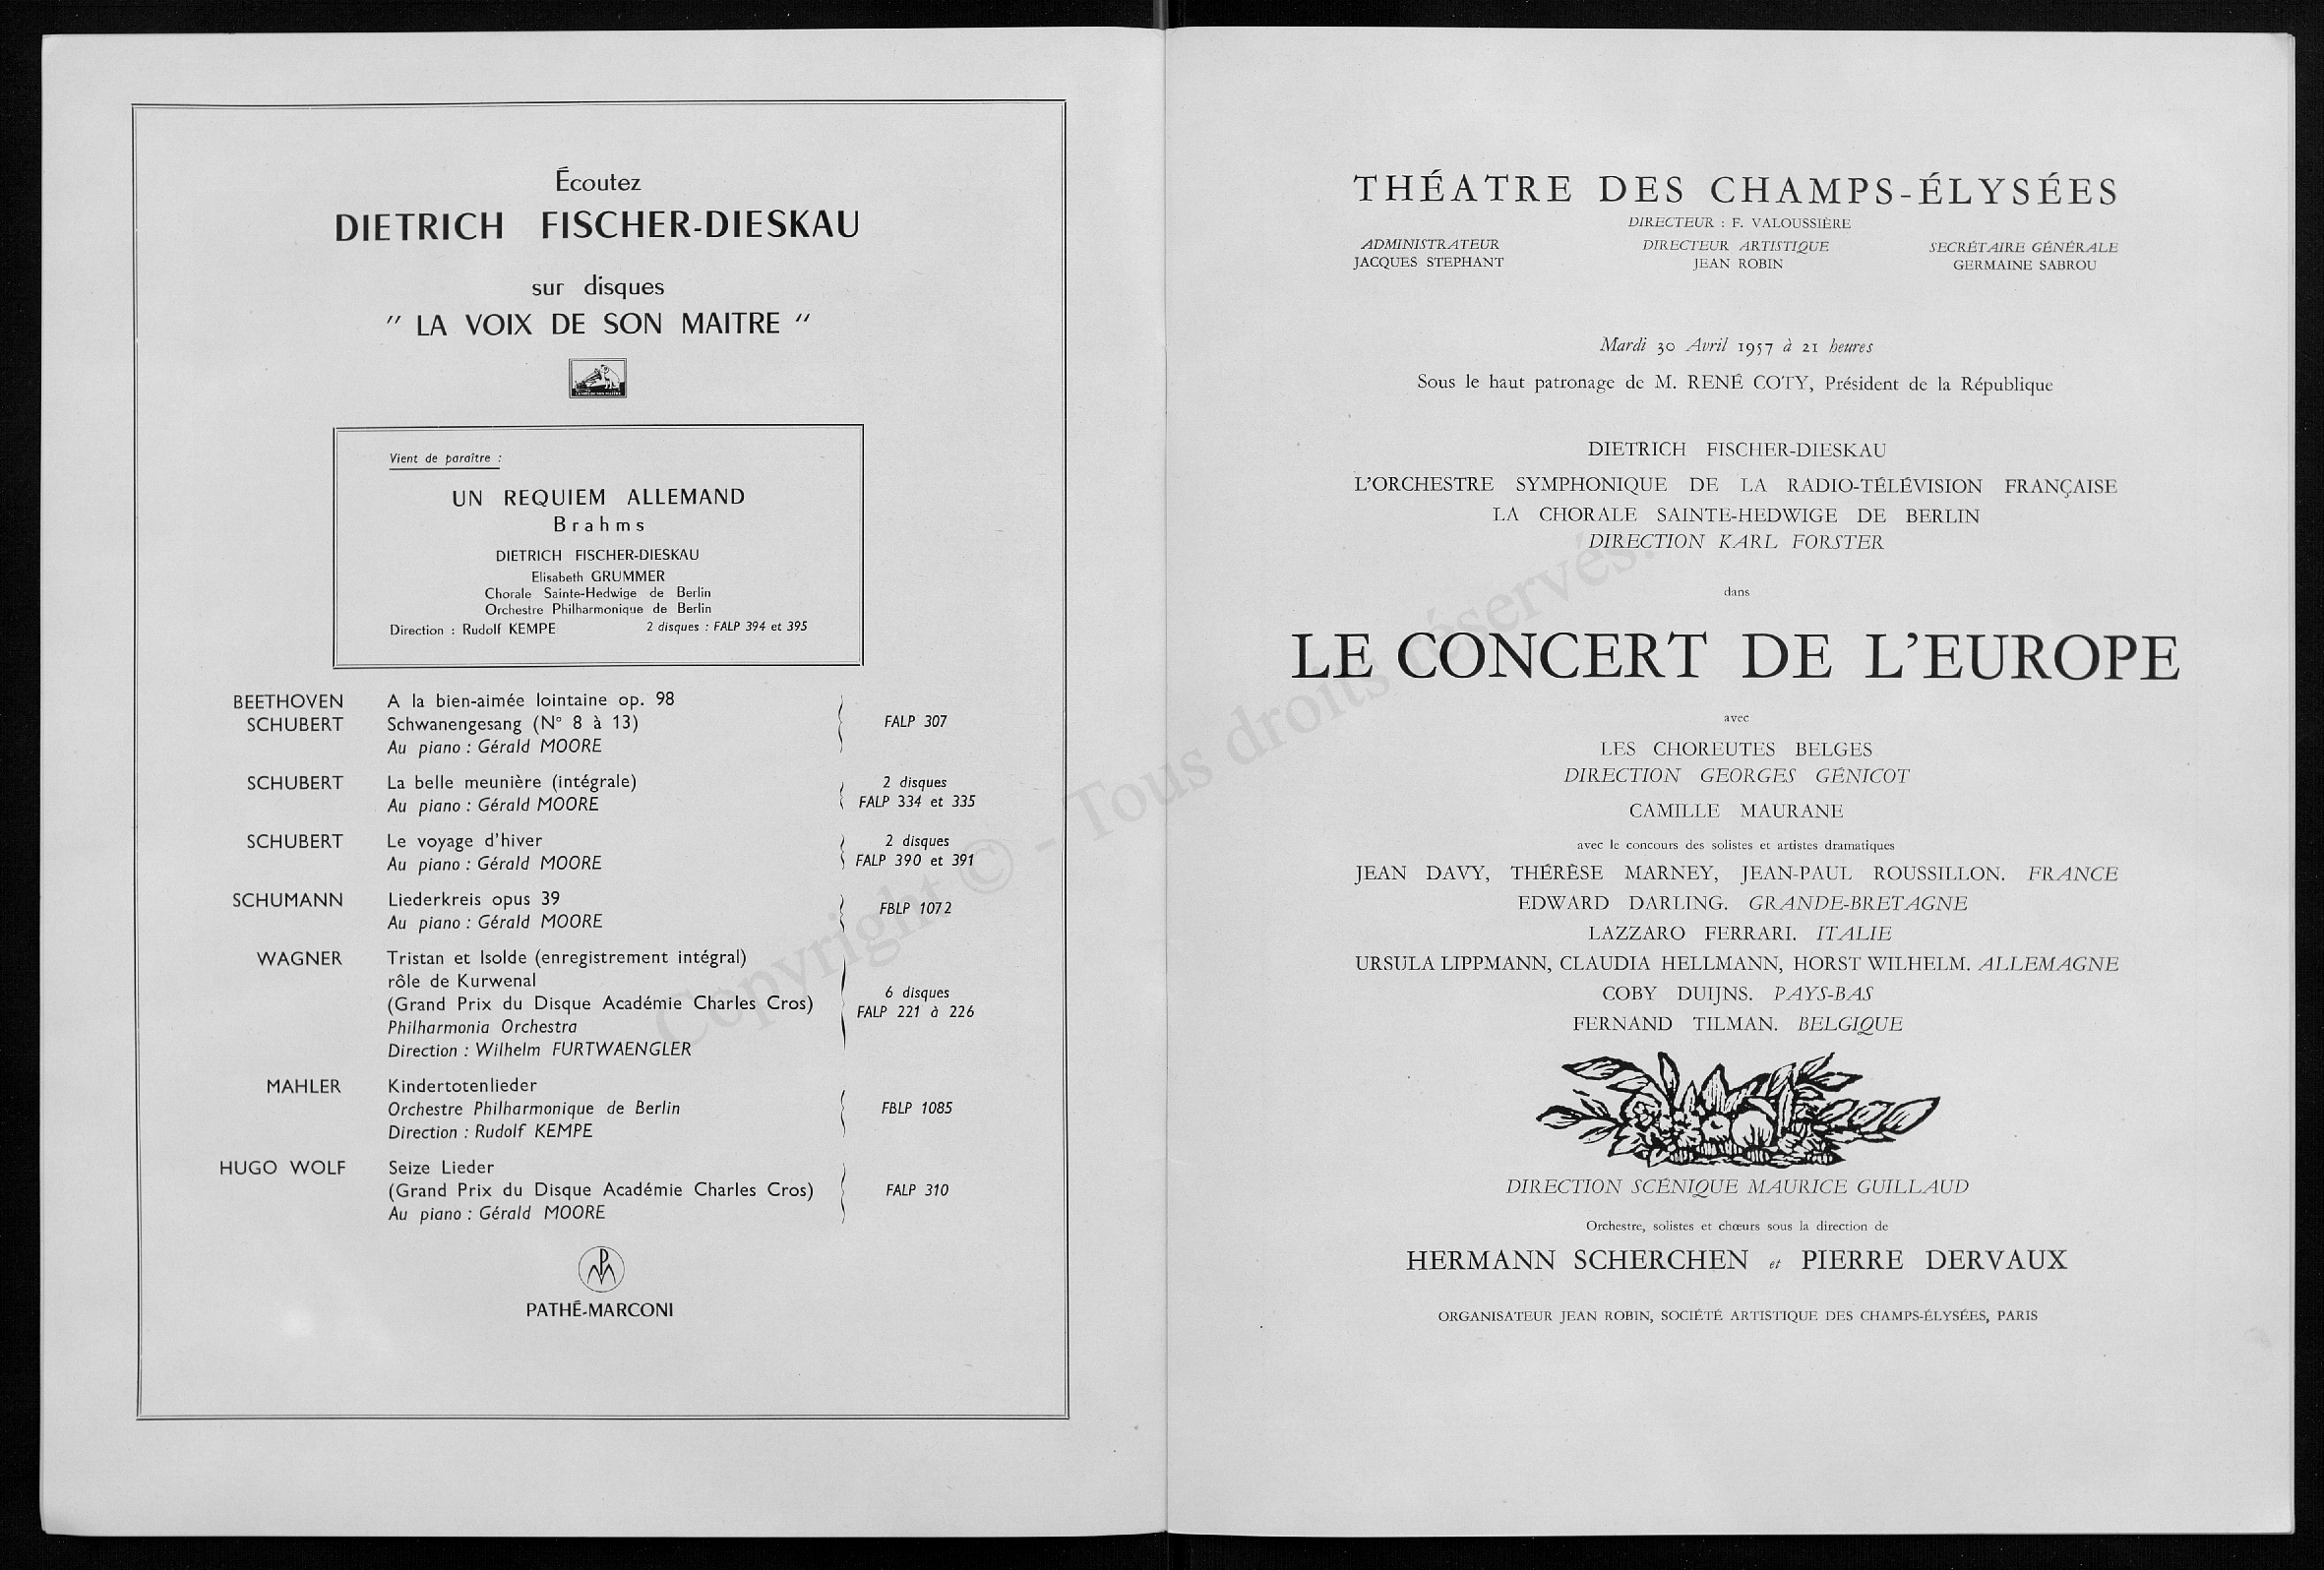 Écoutez
DIETRICH FISCHER-DIESKAU
sur disques
" LA VOIX DE SON MAITRE "
Vient de paraître :
UN REQUIEM ALLEMAND
Brahms
DIETRICH FISCHER-DIESKAU
Elisabeth GRUMMER
Chorale Sainte-Hedwige de Berlin
Orchestre Philharmonique de Berlin
Direction : Rudolf KEMPE 2 disques : FALP 394 et 395
BEETHOVEN A la bien-aimée lointaine op. 98
SCHUBERT Schwanengesang (N° 8 à 13) FALP 307
Au piano : Gérald MOORE
SCHUBERT La belle meunière (intégrale) 2 disques
Au piano : Gérald MOORE FALP 334 et 335
SCHUBERT Le voyage d'hiver 2 disques
Au piano : Gérald MOORE FALP 390 et 391
SCHUMANN Liederkreis opus 39 FBLP 1072
Au piano : Gérald MOORE
WAGNER Tristan et Isolde (enregistrement intégral)
rôle de Kurwenal 6 disques
(Grand Prix du Disque Académie Charles Cros) FALP 221 à 226
Philharmonia Orchestra
Direction : Wilhelm FURTWAENGLER
MAHLER Kindertotenlieder
Orchestre Philharmonique de Berlin FBLP 1085
Direction : Rudolf KEMPE
HUGO WOLF Seize Lieder
(Grand Prix du Disque Académie Charles Cros) FALP 310
Au piano : Gérald MOORE
PATHÉ-MARCONI
THÉATRE DES CHAMPS-ÉLYSÉES
DIRECTEUR : F. VALOUSSIÈRE
ADMINISTRATEUR DIRECTEUR ARTISTIQUE SECRÉTAIRE GÉNÉRALE
JACQUES STEPHANT JEAN ROBIN GERMAINE SABROU
Mardi 30 Avril 1957 à 21 heures
Sous le haut patronage de M. RENÉ COTY, Président de la République
DIETRICH FISCHER-DIESKAU
L'ORCHESTRE SYMPHONIQUE DE LA RADIO-TÉLÉVISION FRANÇAISE
LA CHORALE SAINTE-HEDWIGE DE BERLIN
DIRECTION KARL FORSTER
dans
LE CONCERT DE L'EUROPE
avec
LES CHOREUTES BELGES
DIRECTION GEORGES GÉNICOT
CAMILLE MAURANE
avec le concours des solistes et artistes dramatiques
JEAN DAVY, THÉRÈSE MARNEY, JEAN-PAUL ROUSSILLON. FRANCE
EDWARD DARLING. GRANDE-BRETAGNE
LAZZARO FERRARI. ITALIE
URSULA LIPPMANN, CLAUDIA HELLMANN, HORST WILHELM. ALLEMAGNE
COBY DUIJNS. PAYS-BAS
FERNAND TILMAN. BELGIQUE
DIRECTION SCÉNIQUE MAURICE GUILLAUD
Orchestre, solistes et chœurs sous la direction de
HERMANN SCHERCHEN et PIERRE DERVAUX
ORGANISATEUR JEAN ROBIN, SOCIÉTÉ ARTISTIQUE DES CHAMPS-ÉLYSÉES, PARIS
Copyright © - Tous droits réservés.